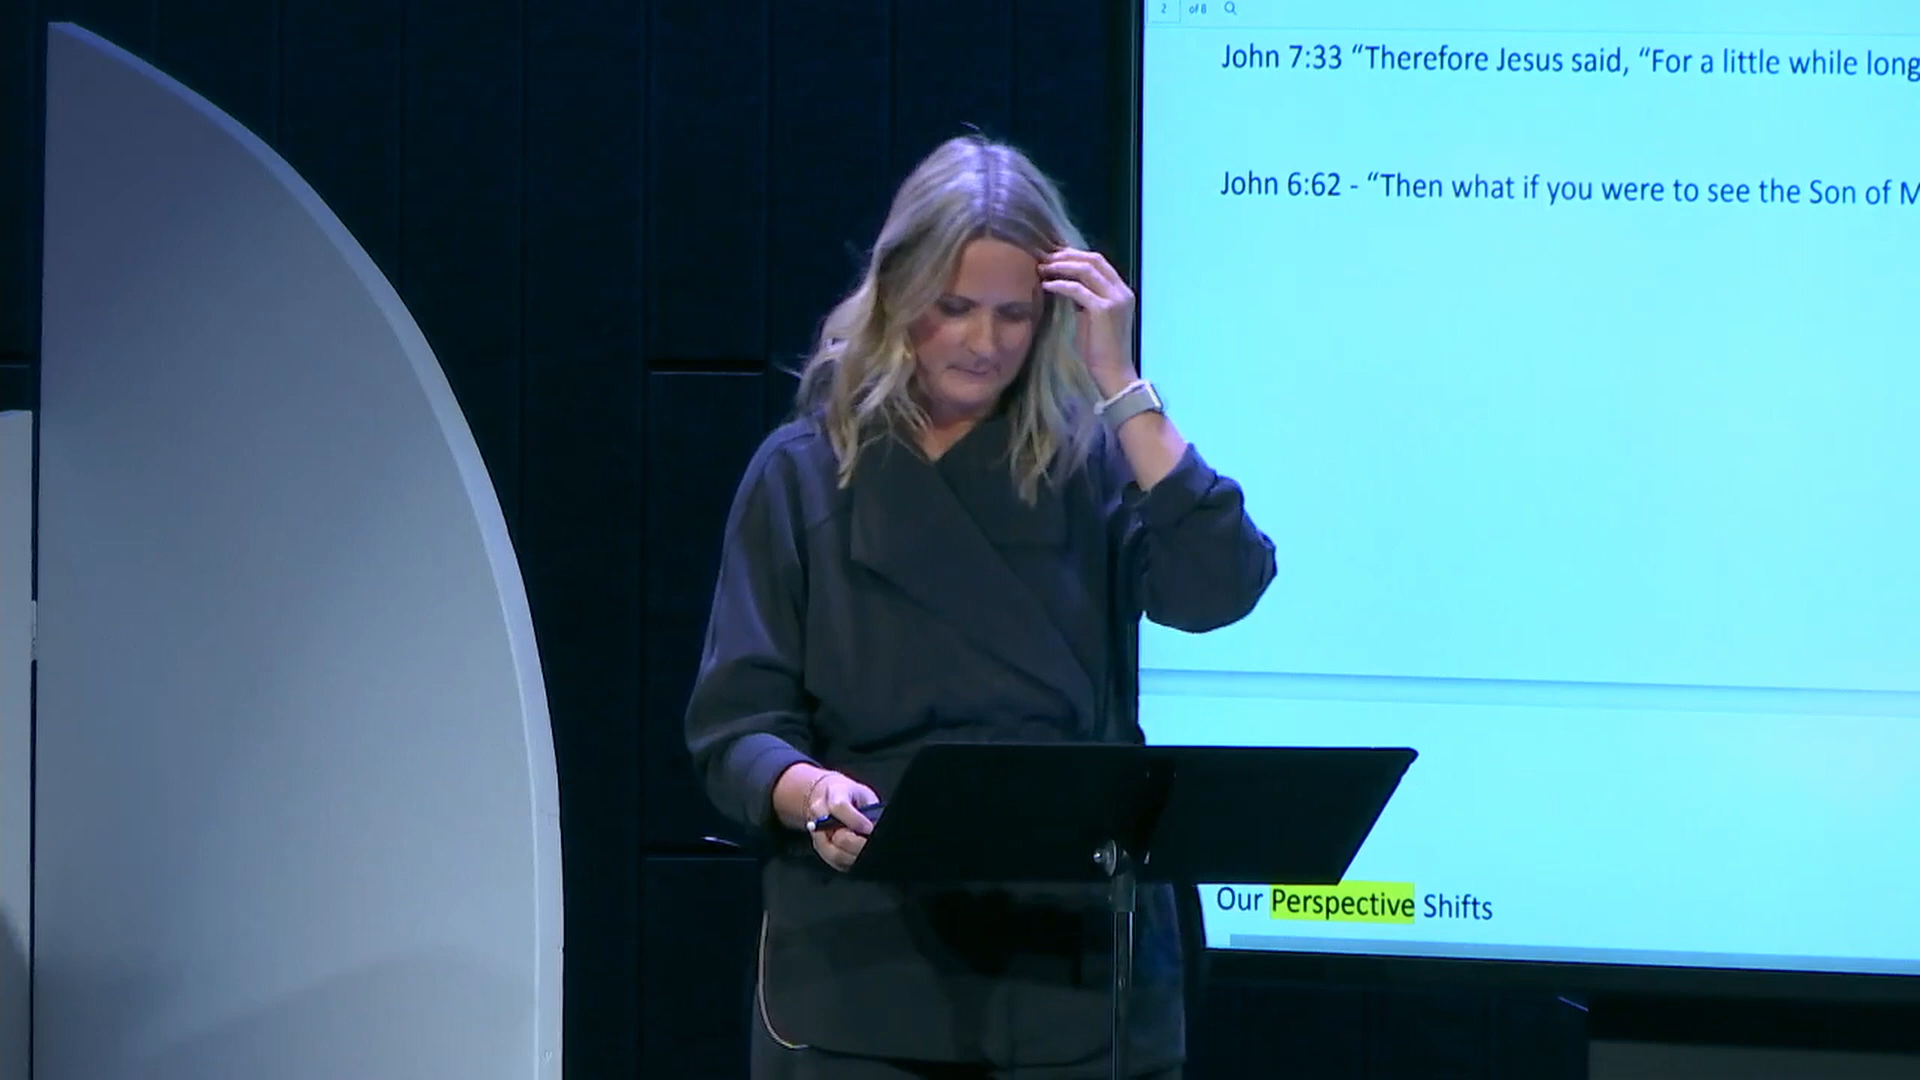 2 of 8
John 7:33 “Therefore Jesus said, “For a little while long
John 6:62 - “Then what if you were to see the Son of M
Our Perspective Shifts